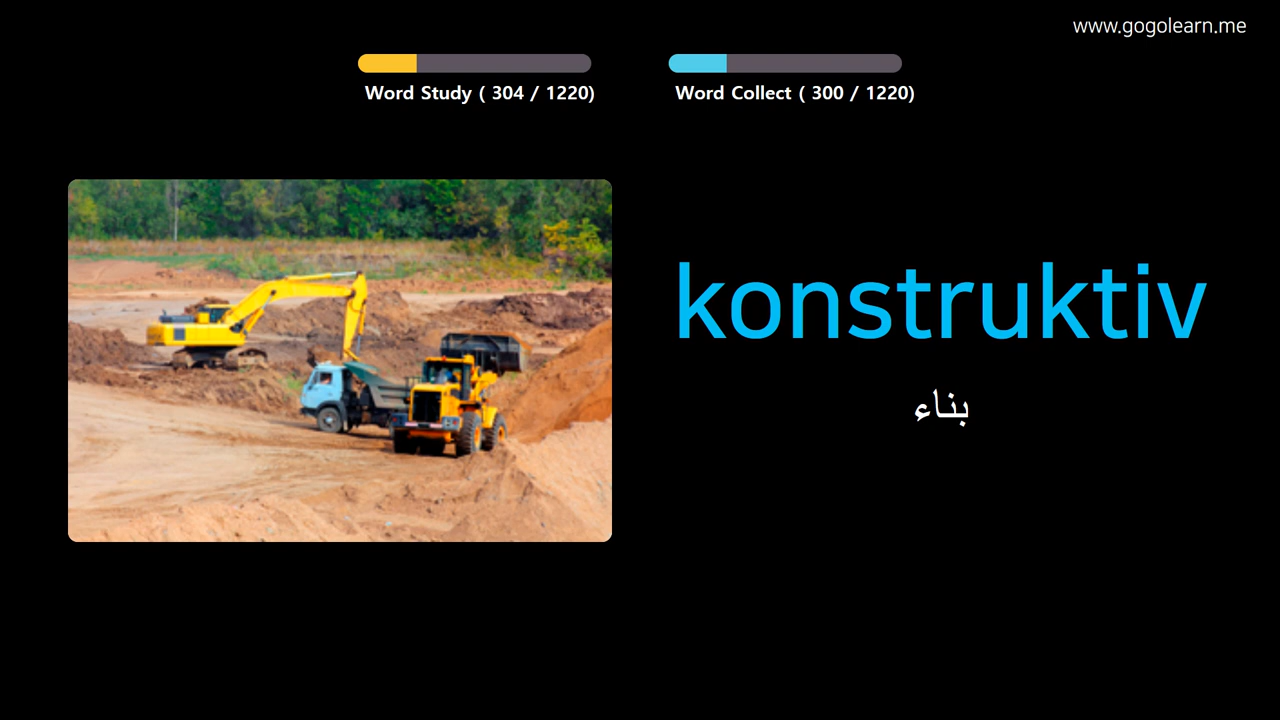 www.gogolearn.me
Word Study ( 304 / 1220)
Word Collect ( 300 / 1220)
konstruktiv
بناء